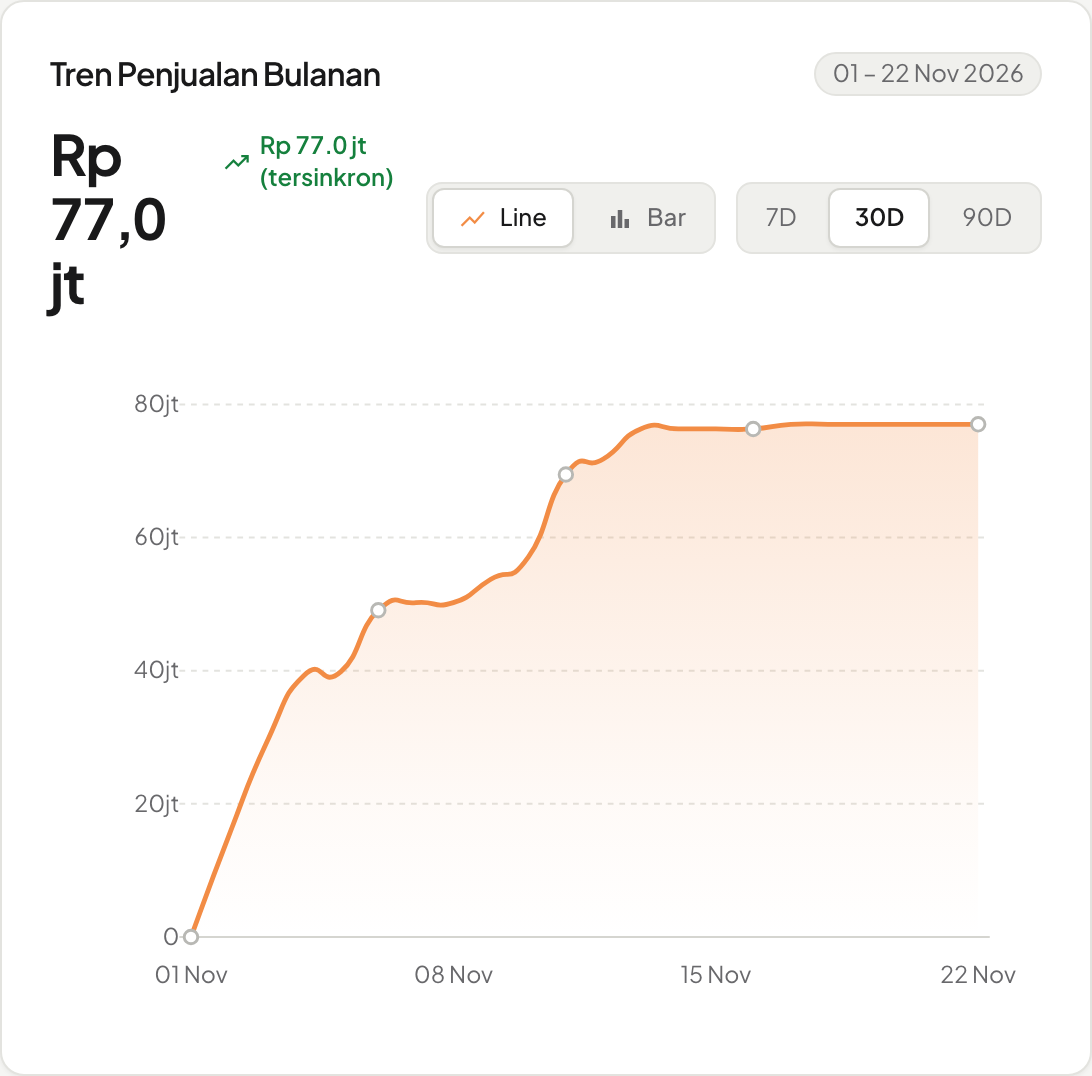 Tren Penjualan Bulanan
01 – 22 Nov 2026
Rp
77,0
jt
Rp 77.0 jt
(tersinkron)
Line
Bar
7D
30D
90D
80jt
60jt
40jt
20jt
0
01 Nov
08 Nov
15 Nov
22 Nov